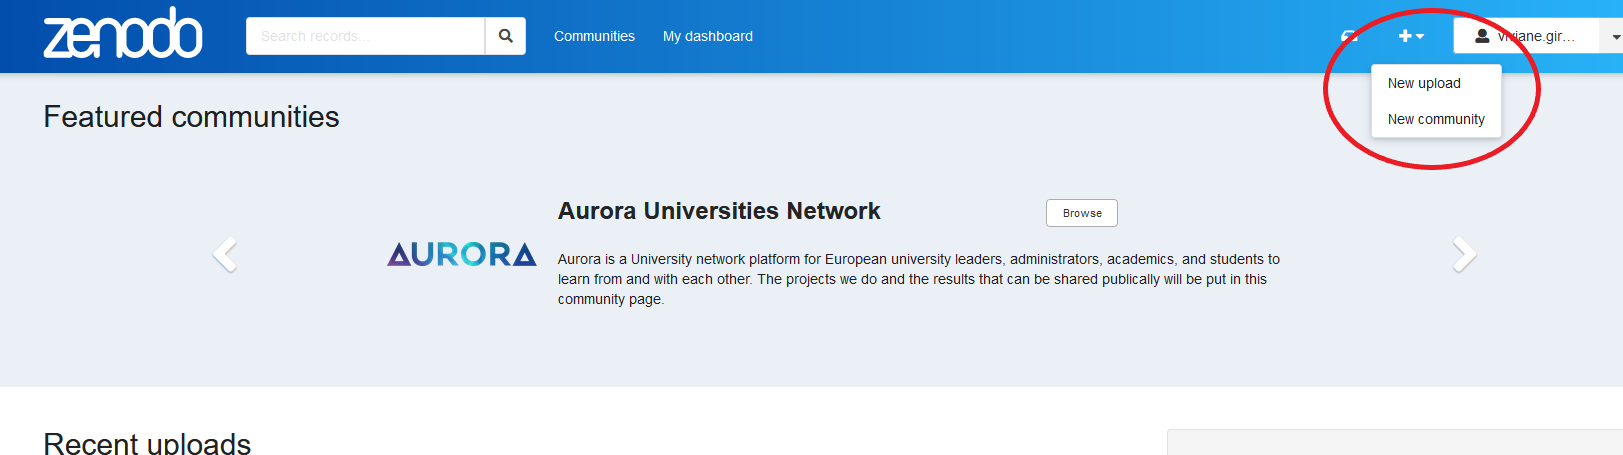 zenodo
Search records...
Communities
My dashboard
viviane.gir...
New upload
New community
Featured communities
Aurora Universities Network
Browse
AURORA
Aurora is a University network platform for European university leaders, administrators, academics, and students to
learn from and with each other. The projects we do and the results that can be shared publically will be put in this
community page.
Recent uploads